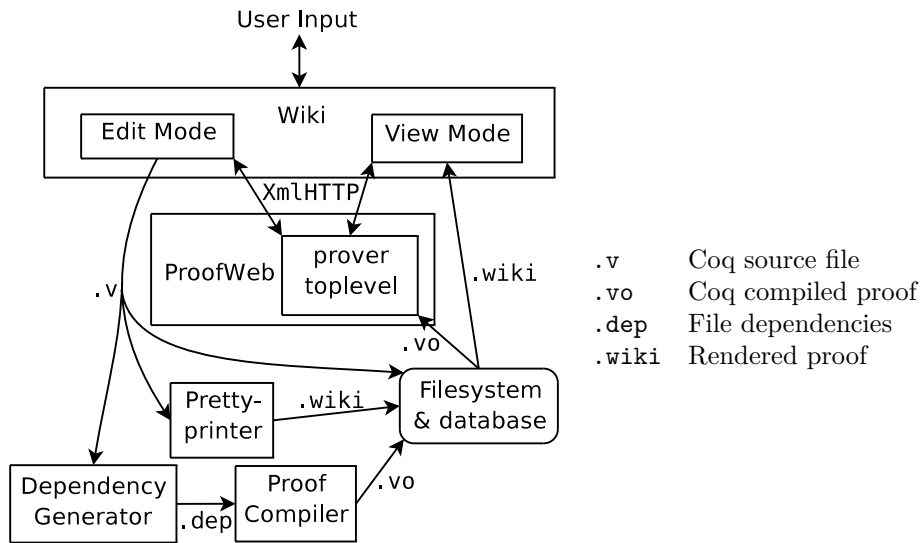 User Input
Wiki
Edit Mode
View Mode
XmlHTTP
ProofWeb
prover
toplevel
.v
.wiki
.vo
Pretty-
printer
.wiki
Filesystem
& database
Dependency
Generator
.dep
Proof
Compiler
.vo
.v Coq source file
.vo Coq compiled proof
.dep File dependencies
.wiki Rendered proof